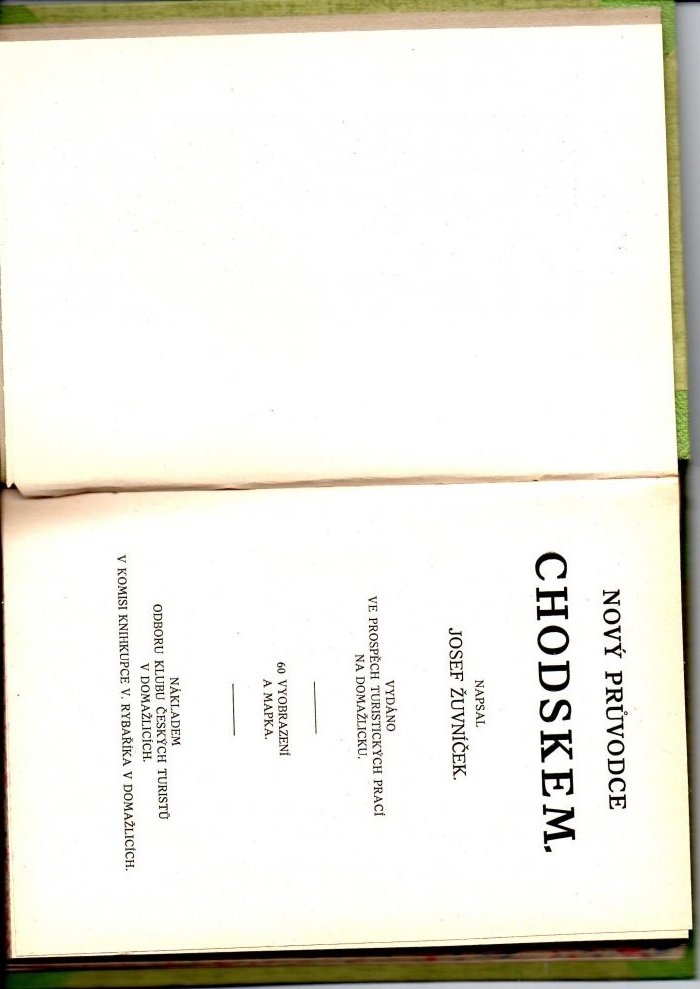 NOVÝ PRŮVODCE
CHODSKEM.
NAPSAL
JOSEF ŽUVNÍČEK.
VYDÁNO
VE PROSPĚCH TURISTICKÝCH PRACÍ
NA DOMAŽLICKU.
60 VYOBRAZENÍ
A MAPKA.
NÁKLADEM
ODBORU KLUBU ČESKÝCH TURISTŮ
V DOMAŽLICÍCH.
V KOMISI KNIHKUPCE V. RYBAŘÍKA V DOMAŽLICÍCH.